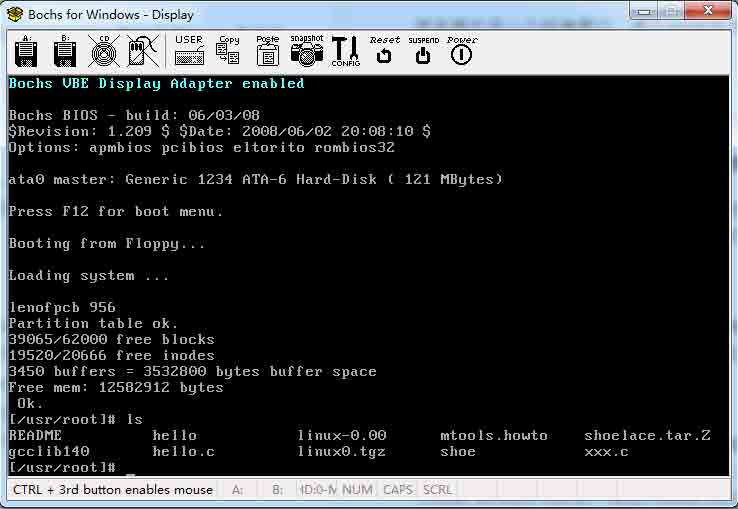 Bochs for Windows - Display
A: B: CD USER Copy Paste snapshot CONFIG Reset SUSPEND Power
Bochs VBE Display Adapter enabled
Bochs BIOS - build: 06/03/08
$Revision: 1.209 $ $Date: 2008/06/02 20:08:10 $
Options: apmbios pcibios eltorito rombios32
ata0 master: Generic 1234 ATA-6 Hard-Disk ( 121 MBytes)
Press F12 for boot menu.
Booting from Floppy...
Loading system ...
lenofpcb 956
Partition table ok.
39065/62000 free blocks
19520/20666 free inodes
3450 buffers = 3532800 bytes buffer space
Free mem: 12582912 bytes
Ok.
[/usr/root]# ls
README hello linux-0.00 mtools.howto shoelace.tar.Z
gcclib140 hello.c linux0.tgz shoe xxx.c
[/usr/root]#
CTRL + 3rd button enables mouse A: B: NUM CAPS SCRL